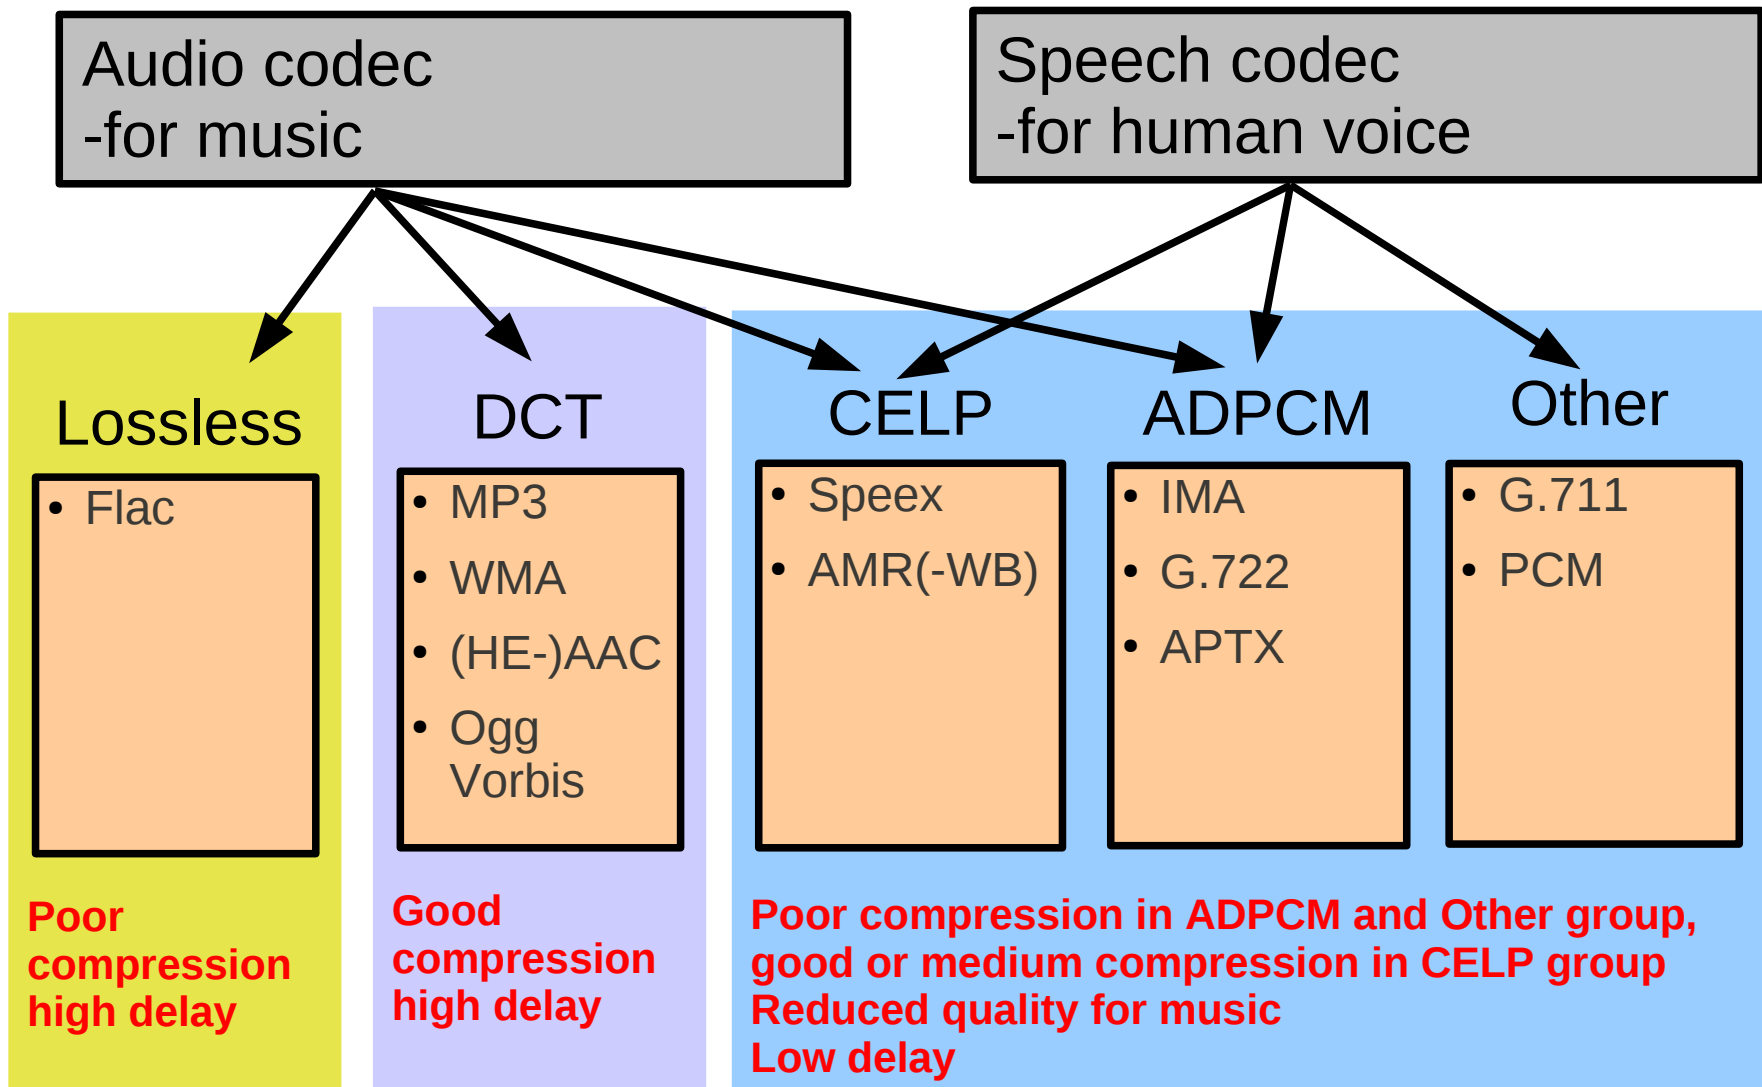 Audio codec
-for music
Speech codec
-for human voice
Lossless
• Flac
Poor
compression
high delay
DCT
• MP3
• WMA
• (HE-)AAC
• Ogg
Vorbis
Good
compression
high delay
CELP
• Speex
• AMR(-WB)
ADPCM
• IMA
• G.722
• APTX
Other
• G.711
• PCM
Poor compression in ADPCM and Other group,
good or medium compression in CELP group
Reduced quality for music
Low delay